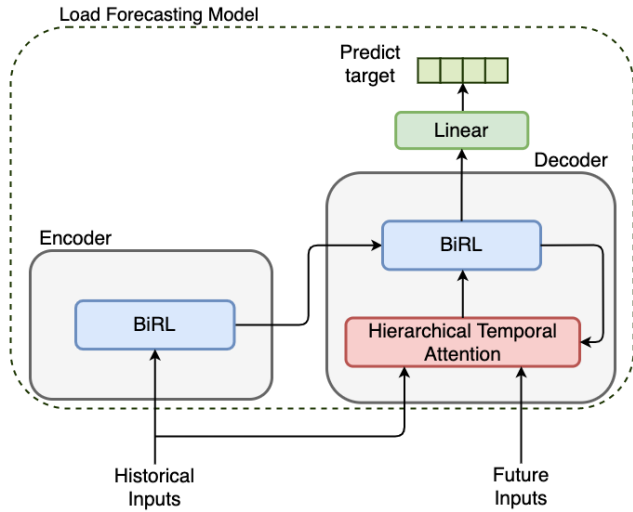 Load Forecasting Model
Predict
target
Linear
Decoder
Encoder
BiRL
BiRL
Hierarchical Temporal
Attention
Historical
Inputs
Future
Inputs